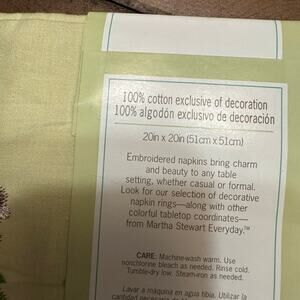 100% cotton exclusive of decoration
100% algodón exclusivo de decoración
20in x 20in (51cm x 51cm)
Embroidered napkins bring charm
and beauty to any table
setting, whether casual or formal.
Look for our selection of decorative
napkin rings—along with other
colorful tabletop coordinates—
from Martha Stewart Everyday.™
CARE: Machine-wash warm. Use
nonchlorine bleach as needed. Rinse cold.
Tumble-dry low. Steam-iron as needed.
Lavar a máquina en agua tibia. Utilizar la
cantidad necesaria de